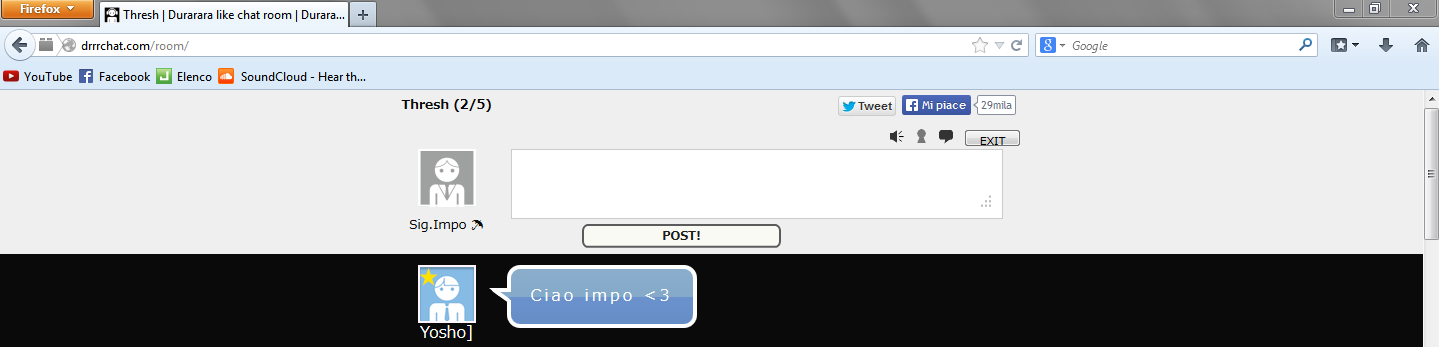 Firefox
Thresh | Durarara like chat room | Durara...
drrrchat.com/room/
Google
YouTube
Facebook
Elenco
SoundCloud - Hear th...
Thresh (2/5)
Tweet
Mi piace
29mila
EXIT
Sig.Impo
POST!
Ciao impo <3
Yosho]